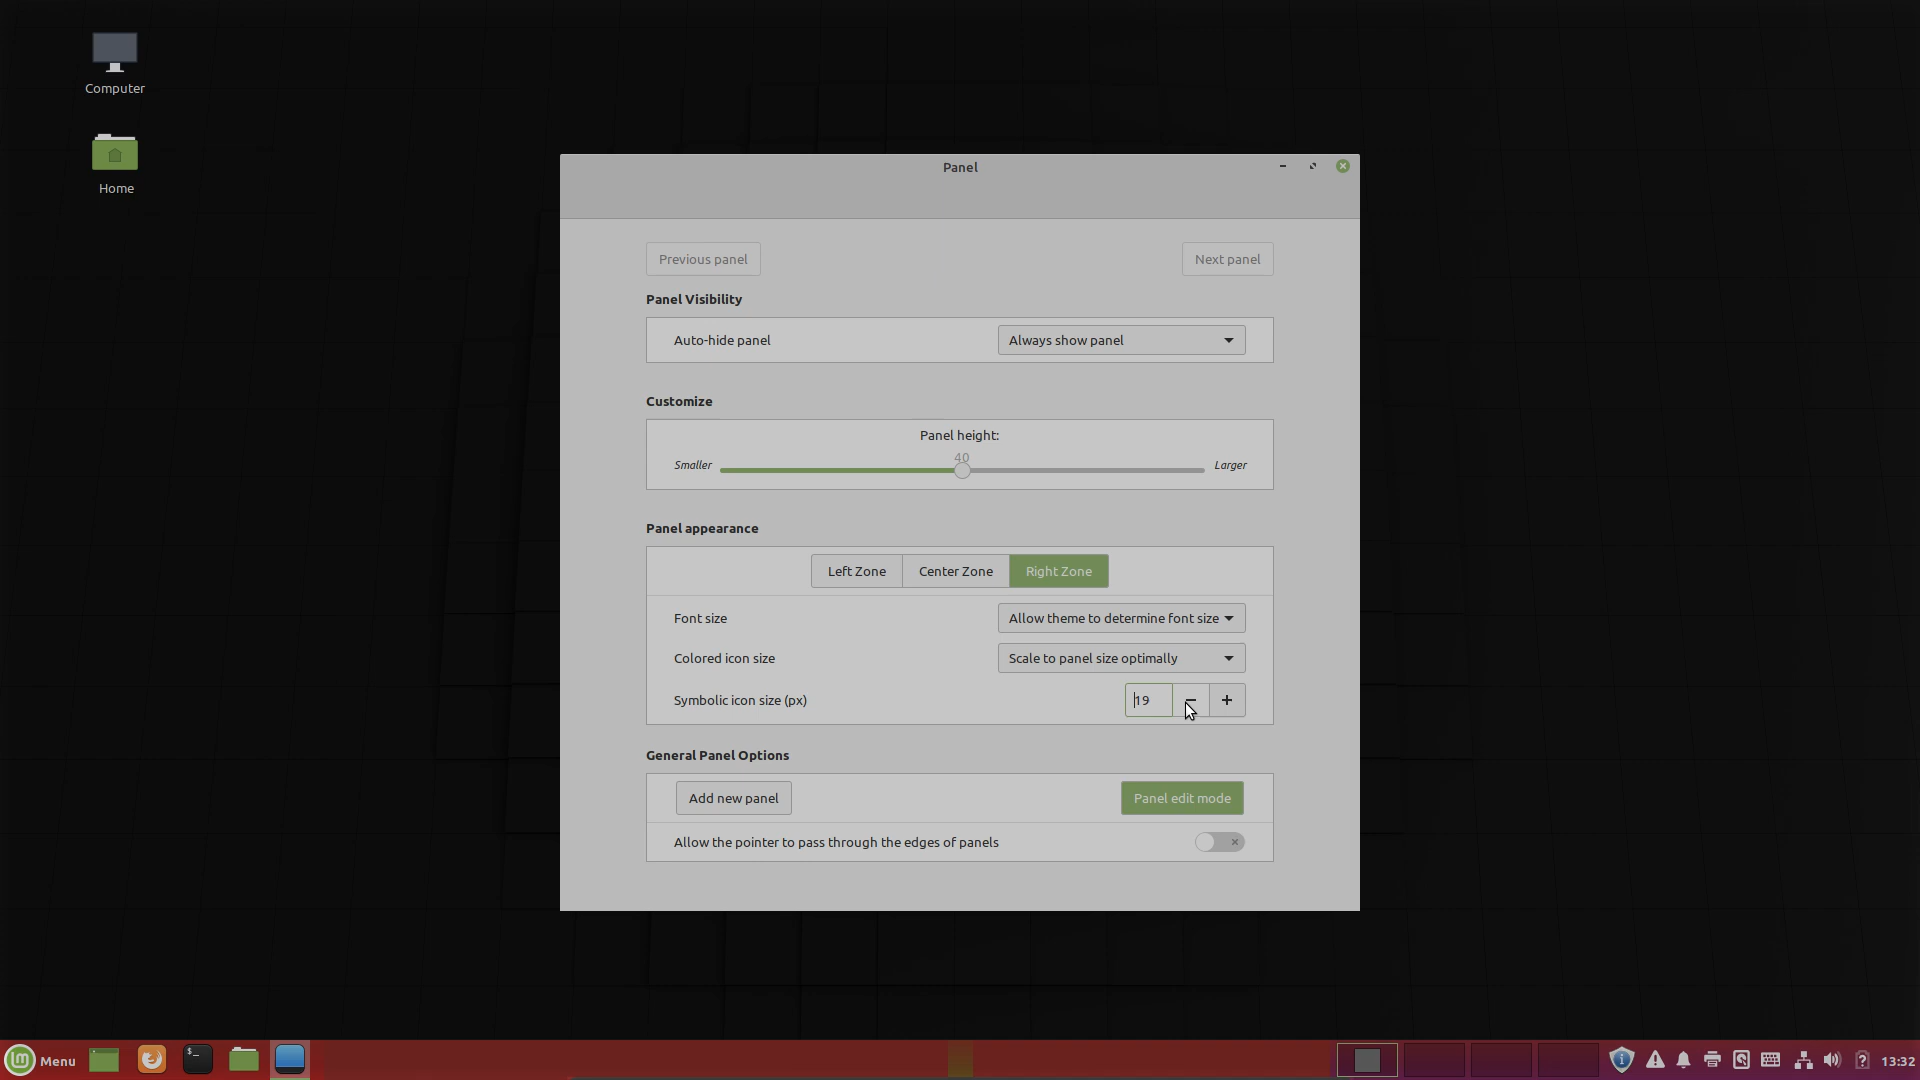 Computer
Home
Panel
Previous panel
Next panel
Panel Visibility
Auto-hide panel
Always show panel
Customize
Panel height:
40
Smaller
Larger
Panel appearance
Left Zone
Center Zone
Right Zone
Font size
Allow theme to determine font size
Colored icon size
Scale to panel size optimally
Symbolic icon size (px)
19
General Panel Options
Add new panel
Panel edit mode
Allow the pointer to pass through the edges of panels
Menu
13:32